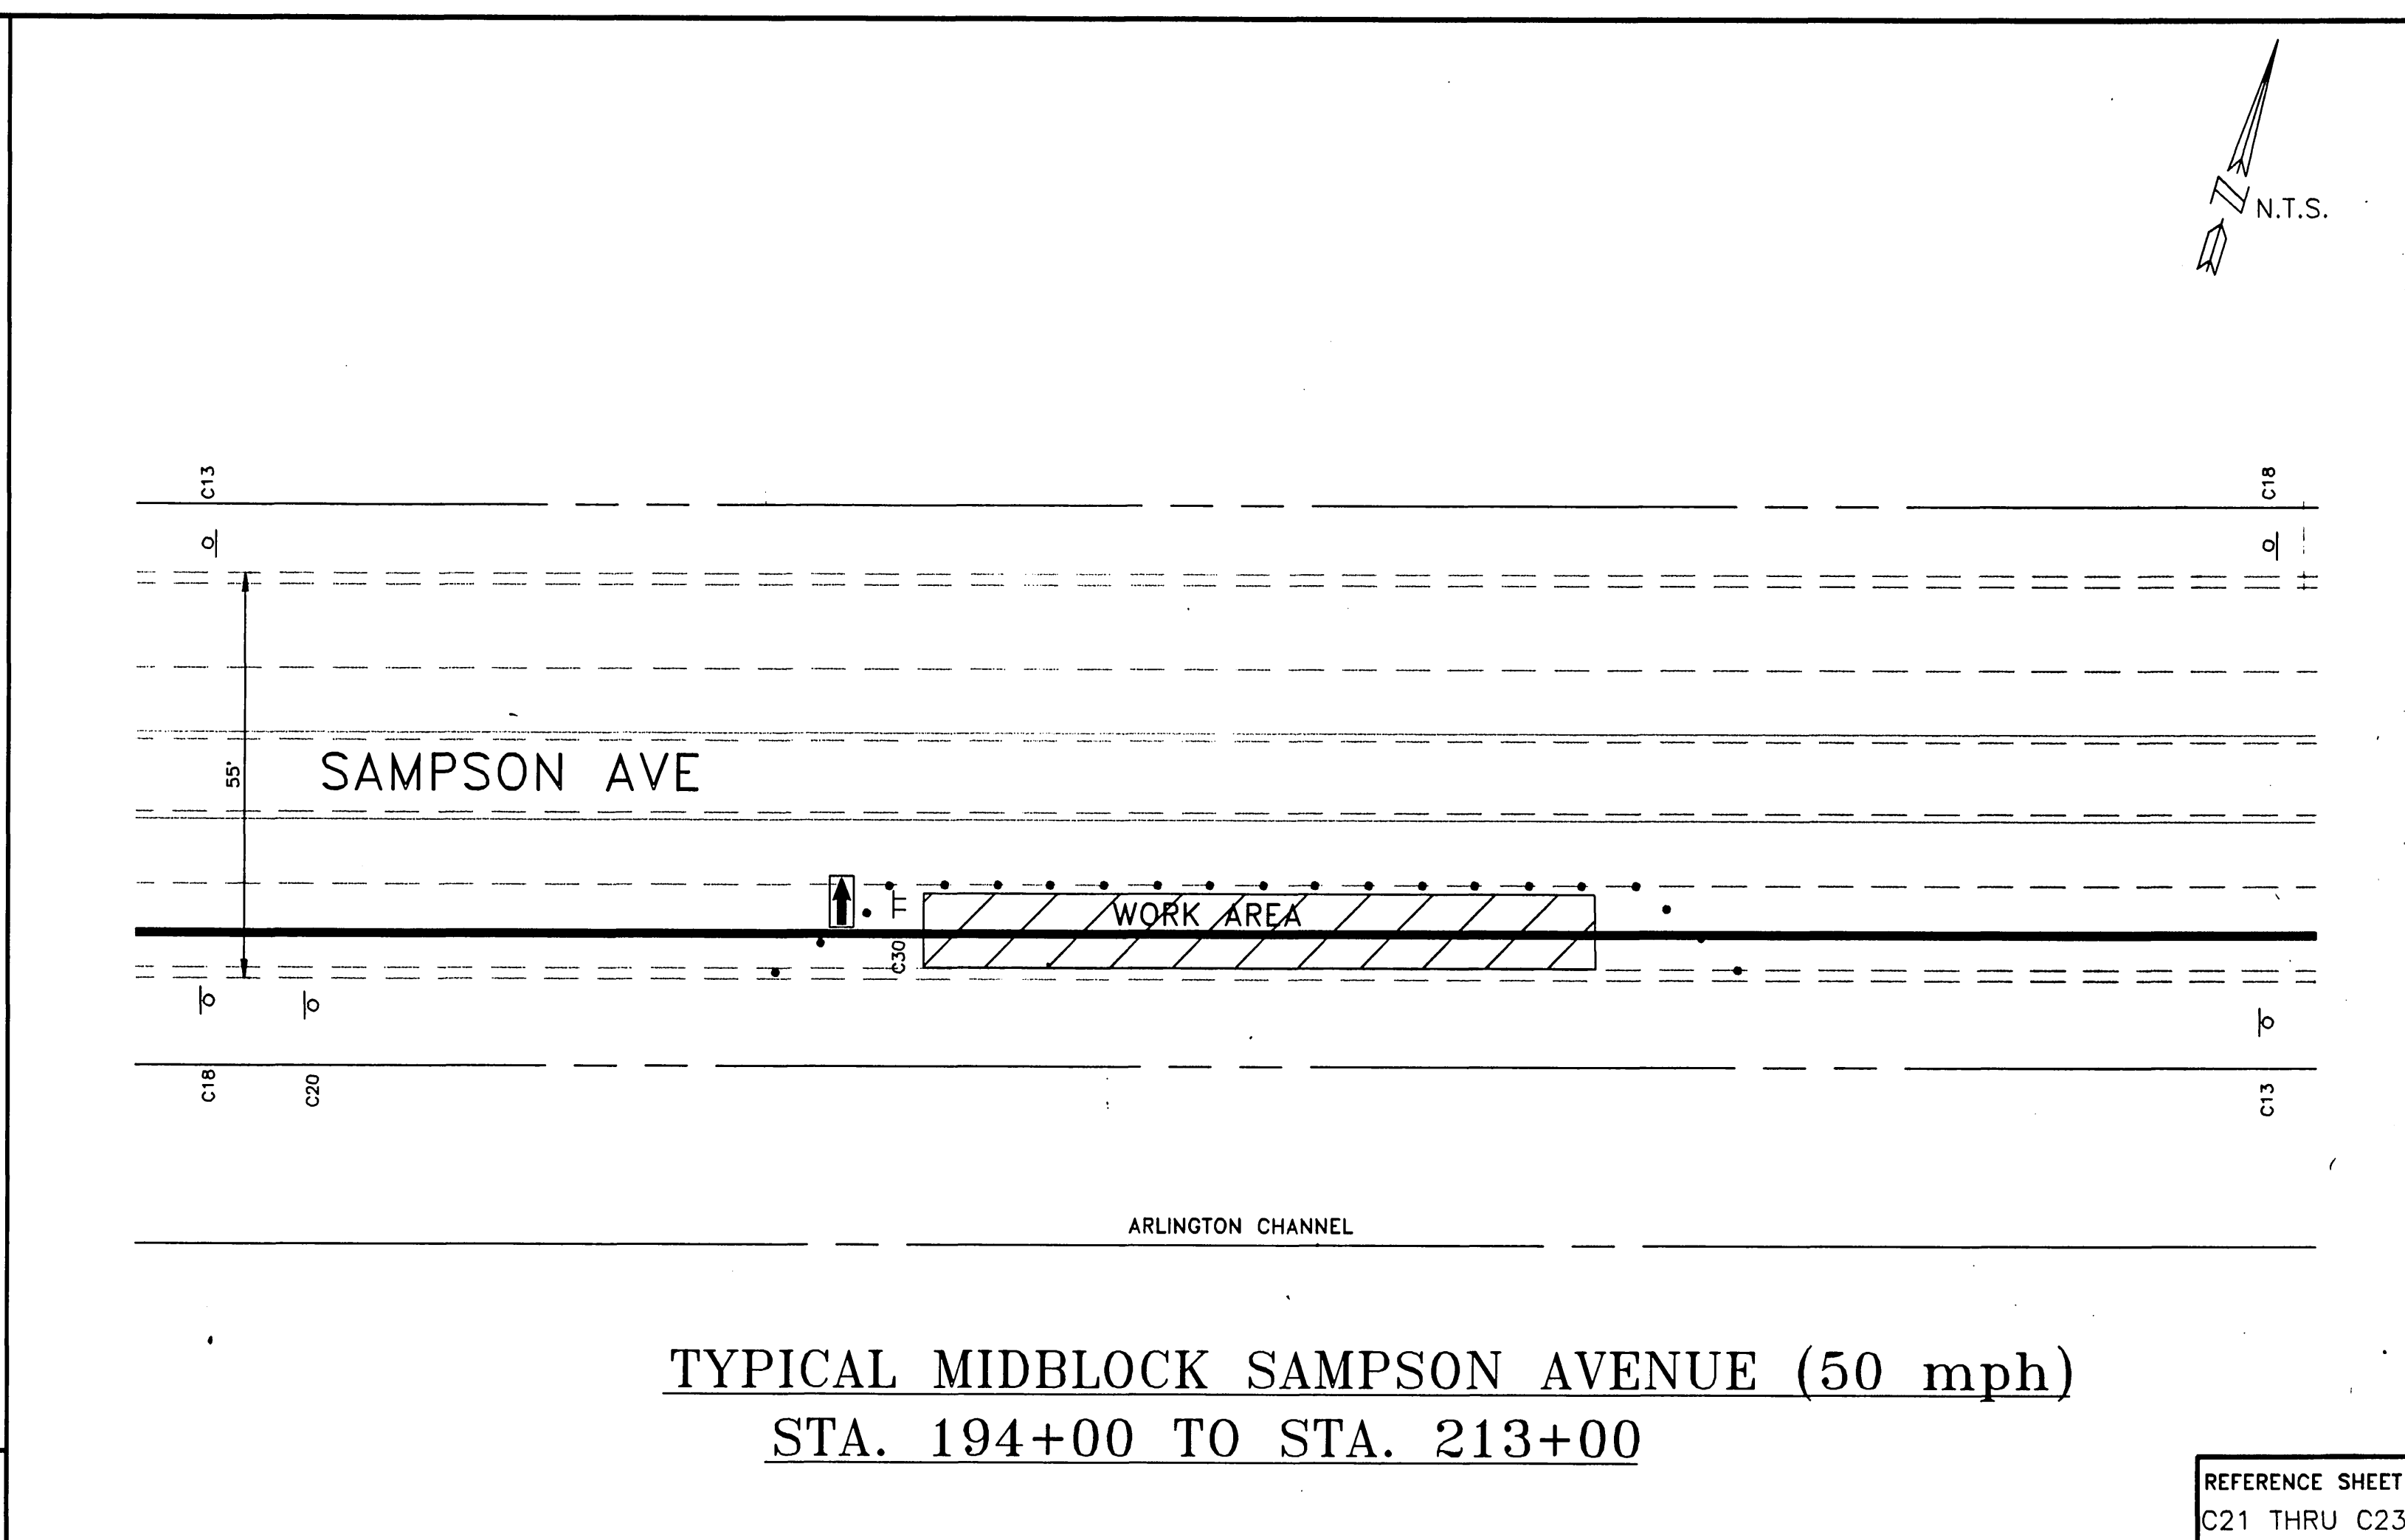 N.T.S.
C13
C18
55'
SAMPSON AVE
WORK AREA
C30
C18
C20
C13
ARLINGTON CHANNEL
TYPICAL MIDBLOCK SAMPSON AVENUE (50 mph)
STA. 194+00 TO STA. 213+00
REFERENCE SHEET
C21 THRU C23